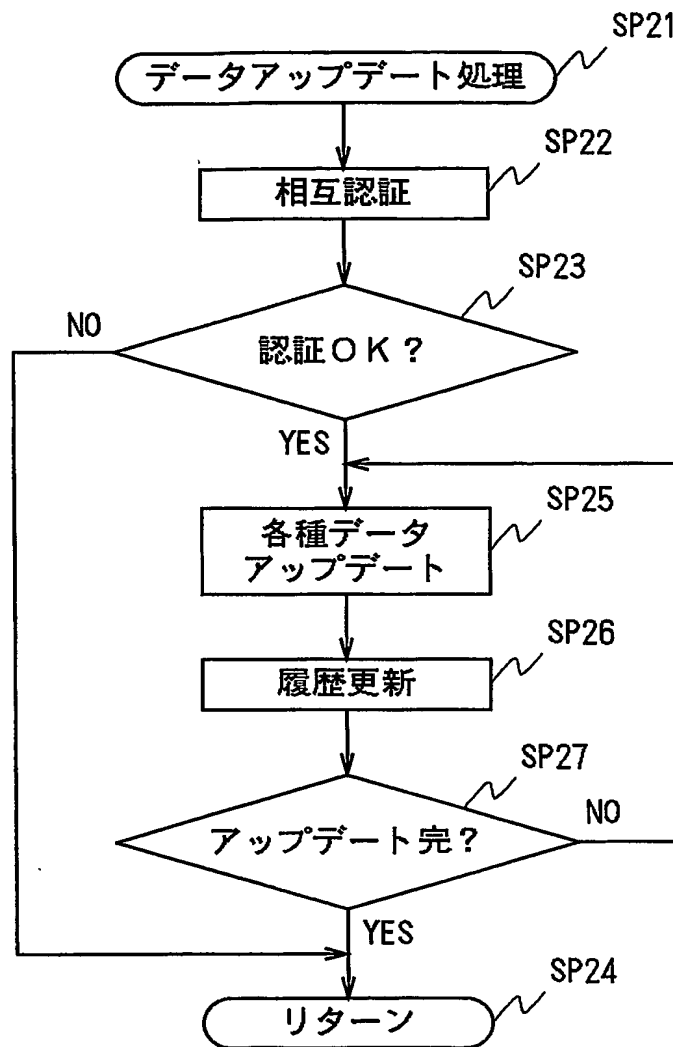 SP21
データアップデート処理
SP22
相互認証
SP23
NO
認証OK?
YES
SP25
各種データ
アップデート
SP26
履歴更新
SP27
NO
アップデート完?
YES
SP24
リターン